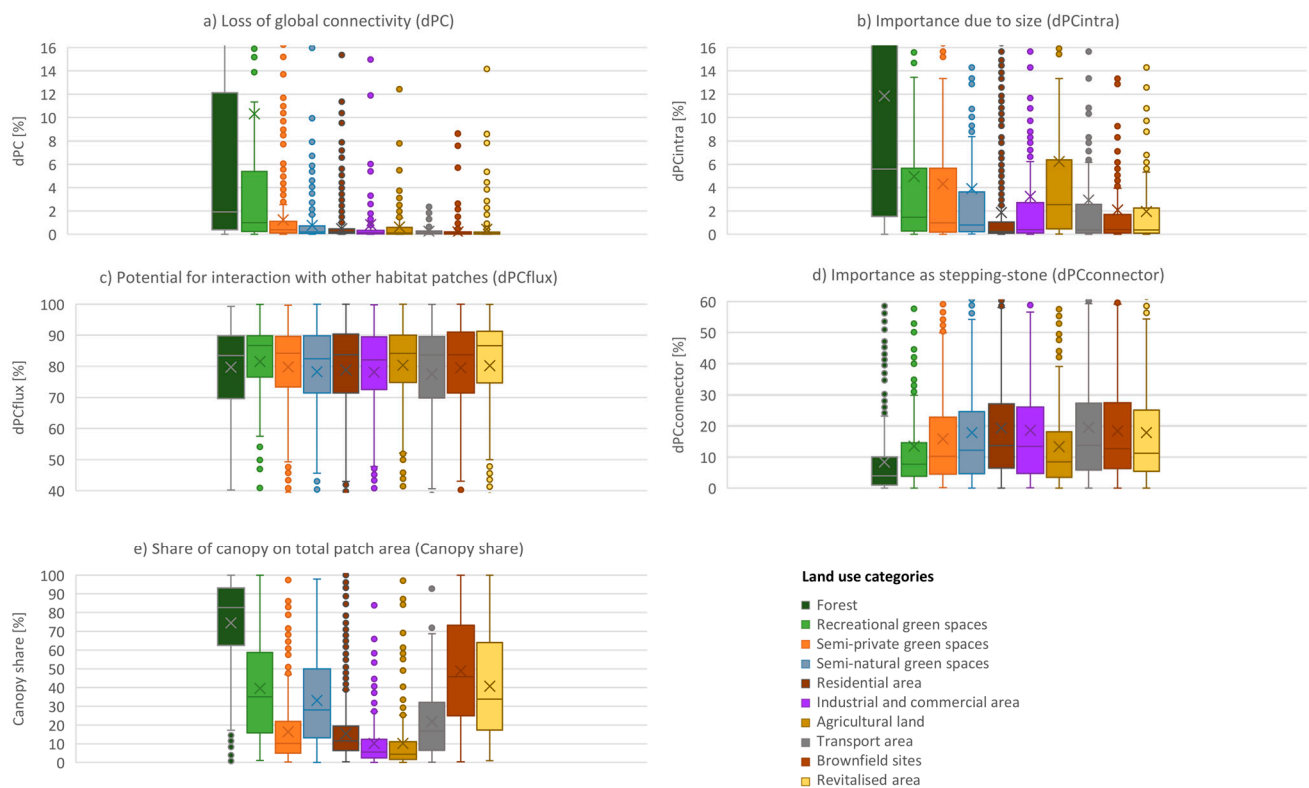 a) Loss of global connectivity (dPC)
16
14
12
10
8
6
4
2
0
dPC [%]
b) Importance due to size (dPCintra)
16
14
12
10
8
6
4
2
0
dPCintra [%]
c) Potential for interaction with other habitat patches (dPCflux)
100
90
80
70
60
50
40
dPCflux [%]
d) Importance as stepping-stone (dPCconnector)
60
50
40
30
20
10
0
dPCconnector [%]
e) Share of canopy on total patch area (Canopy share)
100
90
80
70
60
50
40
30
20
10
0
Canopy share [%]
Land use categories
Forest
Recreational green spaces
Semi-private green spaces
Semi-natural green spaces
Residential area
Industrial and commercial area
Agricultural land
Transport area
Brownfield sites
Revitalised area